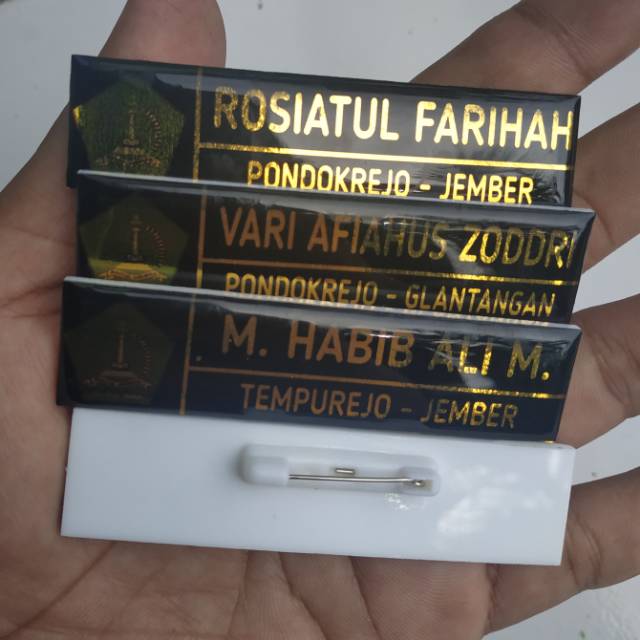 ROSIATUL FARIHAH
PONDOKREJO - JEMBER
VARI AFIAHUS ZODDRI
PONDOKREJO - GLANTANGAN
M. HABIB ALI M.
TEMPUREJO - JEMBER